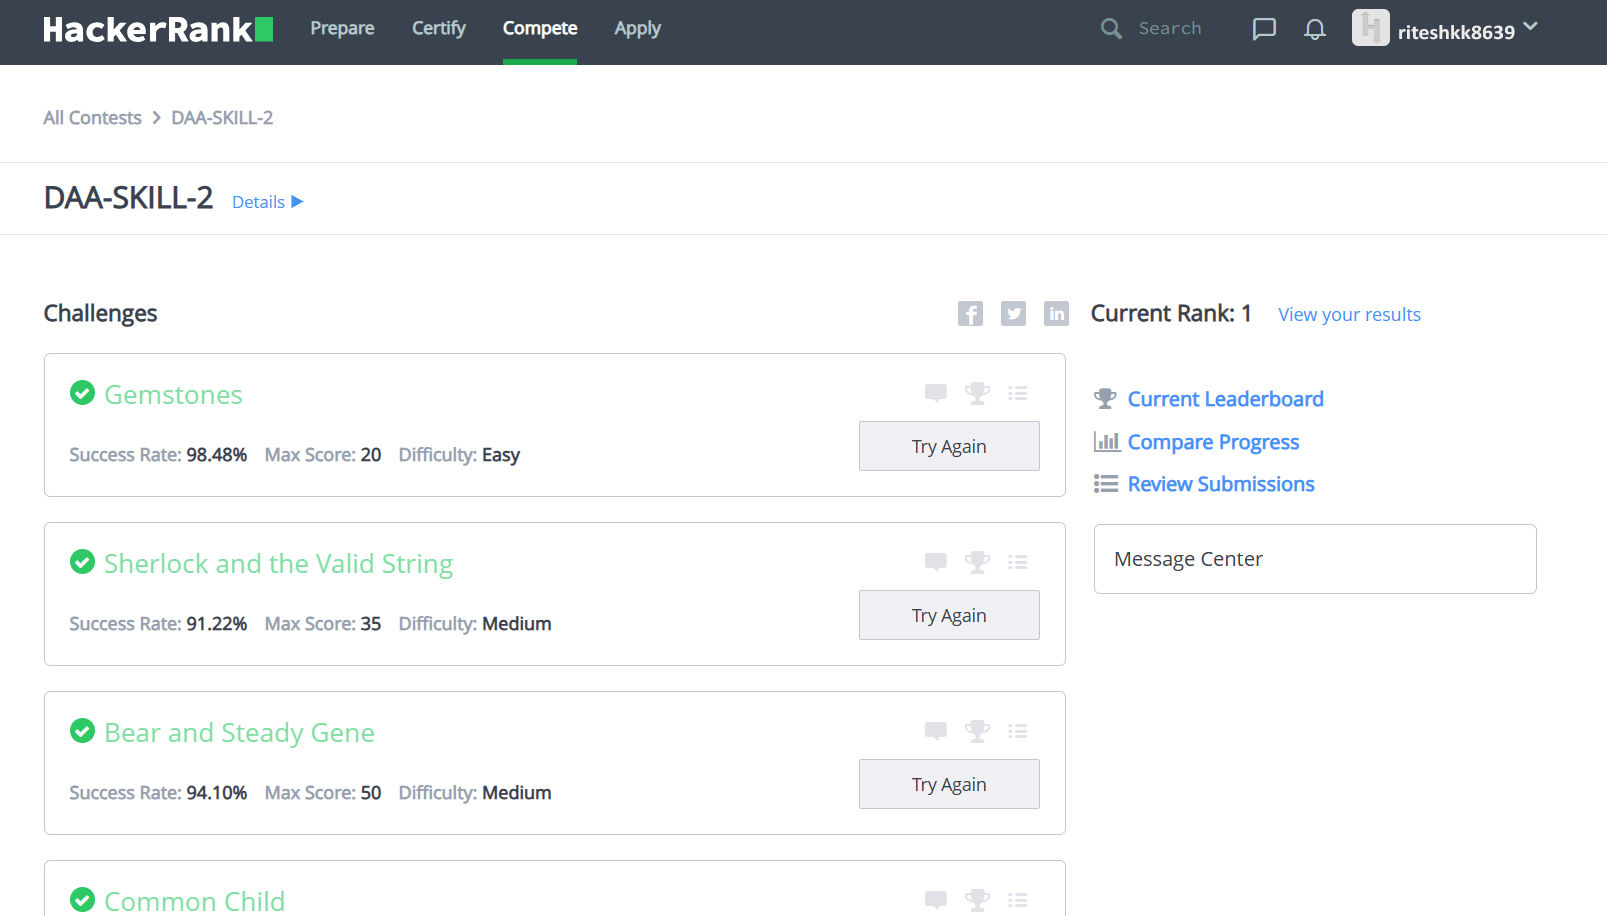 HackerRank Prepare Certify Compete Apply Search riteshkk8639
All Contests > DAA-SKILL-2
DAA-SKILL-2 Details
Challenges
Current Rank: 1 View your results
Gemstones
Success Rate: 98.48% Max Score: 20 Difficulty: Easy
Try Again
Sherlock and the Valid String
Success Rate: 91.22% Max Score: 35 Difficulty: Medium
Try Again
Bear and Steady Gene
Success Rate: 94.10% Max Score: 50 Difficulty: Medium
Try Again
Common Child
Current Leaderboard
Compare Progress
Review Submissions
Message Center